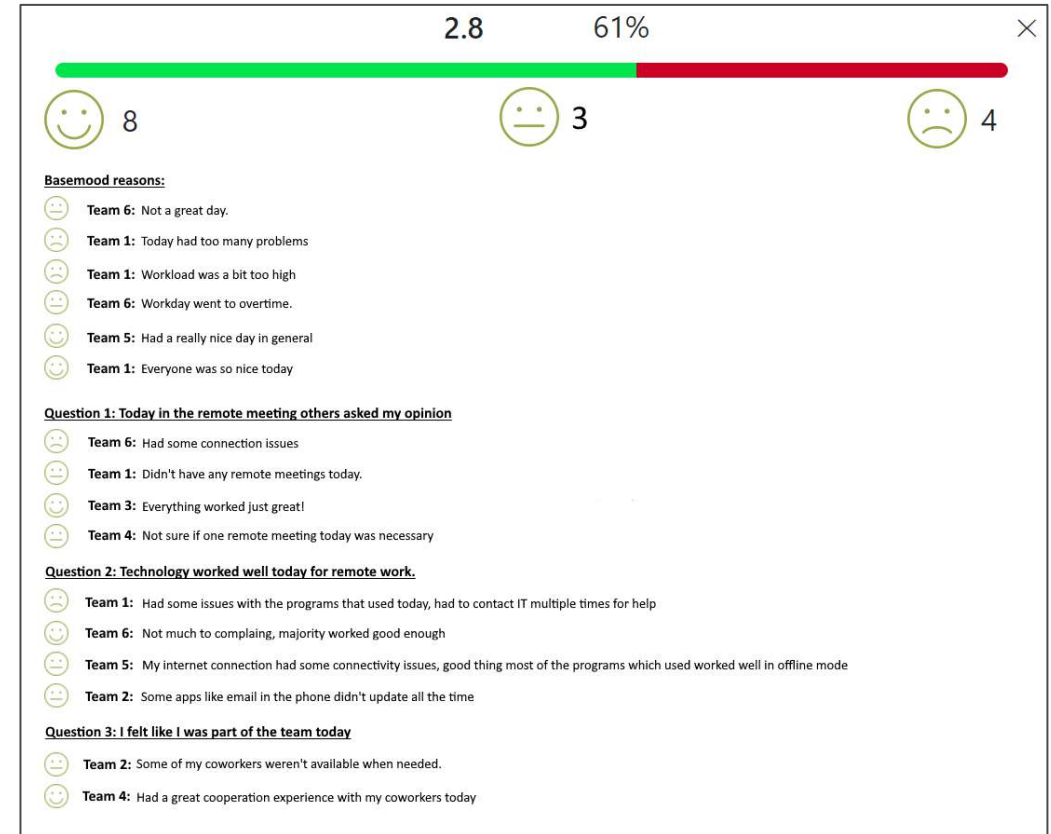 2.8 61%
8 3 4
Basemood reasons:
Team 6: Not a great day.
Team 1: Today had too many problems
Team 1: Workload was a bit too high
Team 6: Workday went to overtime.
Team 5: Had a really nice day in general
Team 1: Everyone was so nice today
Question 1: Today in the remote meeting others asked my opinion
Team 6: Had some connection issues
Team 1: Didn't have any remote meetings today.
Team 3: Everything worked just great!
Team 4: Not sure if one remote meeting today was necessary
Question 2: Technology worked well today for remote work.
Team 1: Had some issues with the programs that used today, had to contact IT multiple times for help
Team 6: Not much to complaing, majority worked good enough
Team 5: My internet connection had some connectivity issues, good thing most of the programs which used worked well in offline mode
Team 2: Some apps like email in the phone didn't update all the time
Question 3: I felt like I was part of the team today
Team 2: Some of my coworkers weren't available when needed.
Team 4: Had a great cooperation experience with my coworkers today